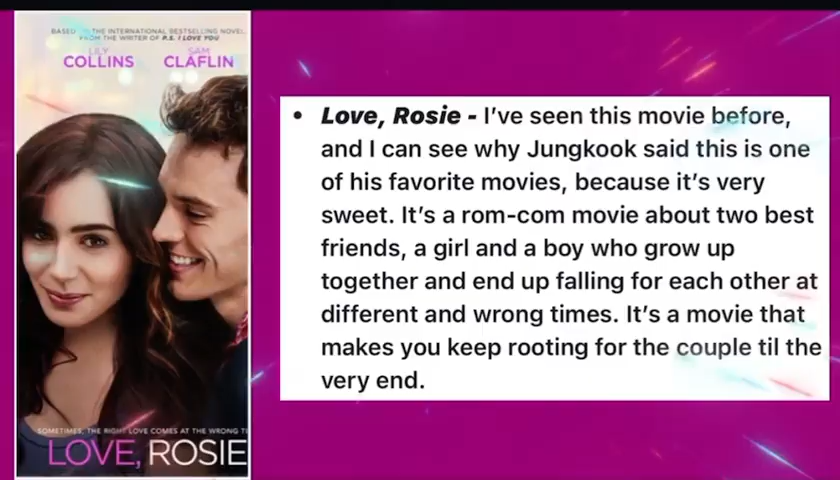 BASED ON THE INTERNATIONAL BESTSELLING NOVEL
FROM THE WRITER OF P.S. I LOVE YOU
LILY COLLINS
SAM CLAFLIN
SOMETIMES, THE RIGHT LOVE COMES AT THE WRONG TI
LOVE, ROSIE
• Love, Rosie - I've seen this movie before,
and I can see why Jungkook said this is one
of his favorite movies, because it's very
sweet. It's a rom-com movie about two best
friends, a girl and a boy who grow up
together and end up falling for each other at
different and wrong times. It's a movie that
makes you keep rooting for the couple til the
very end.